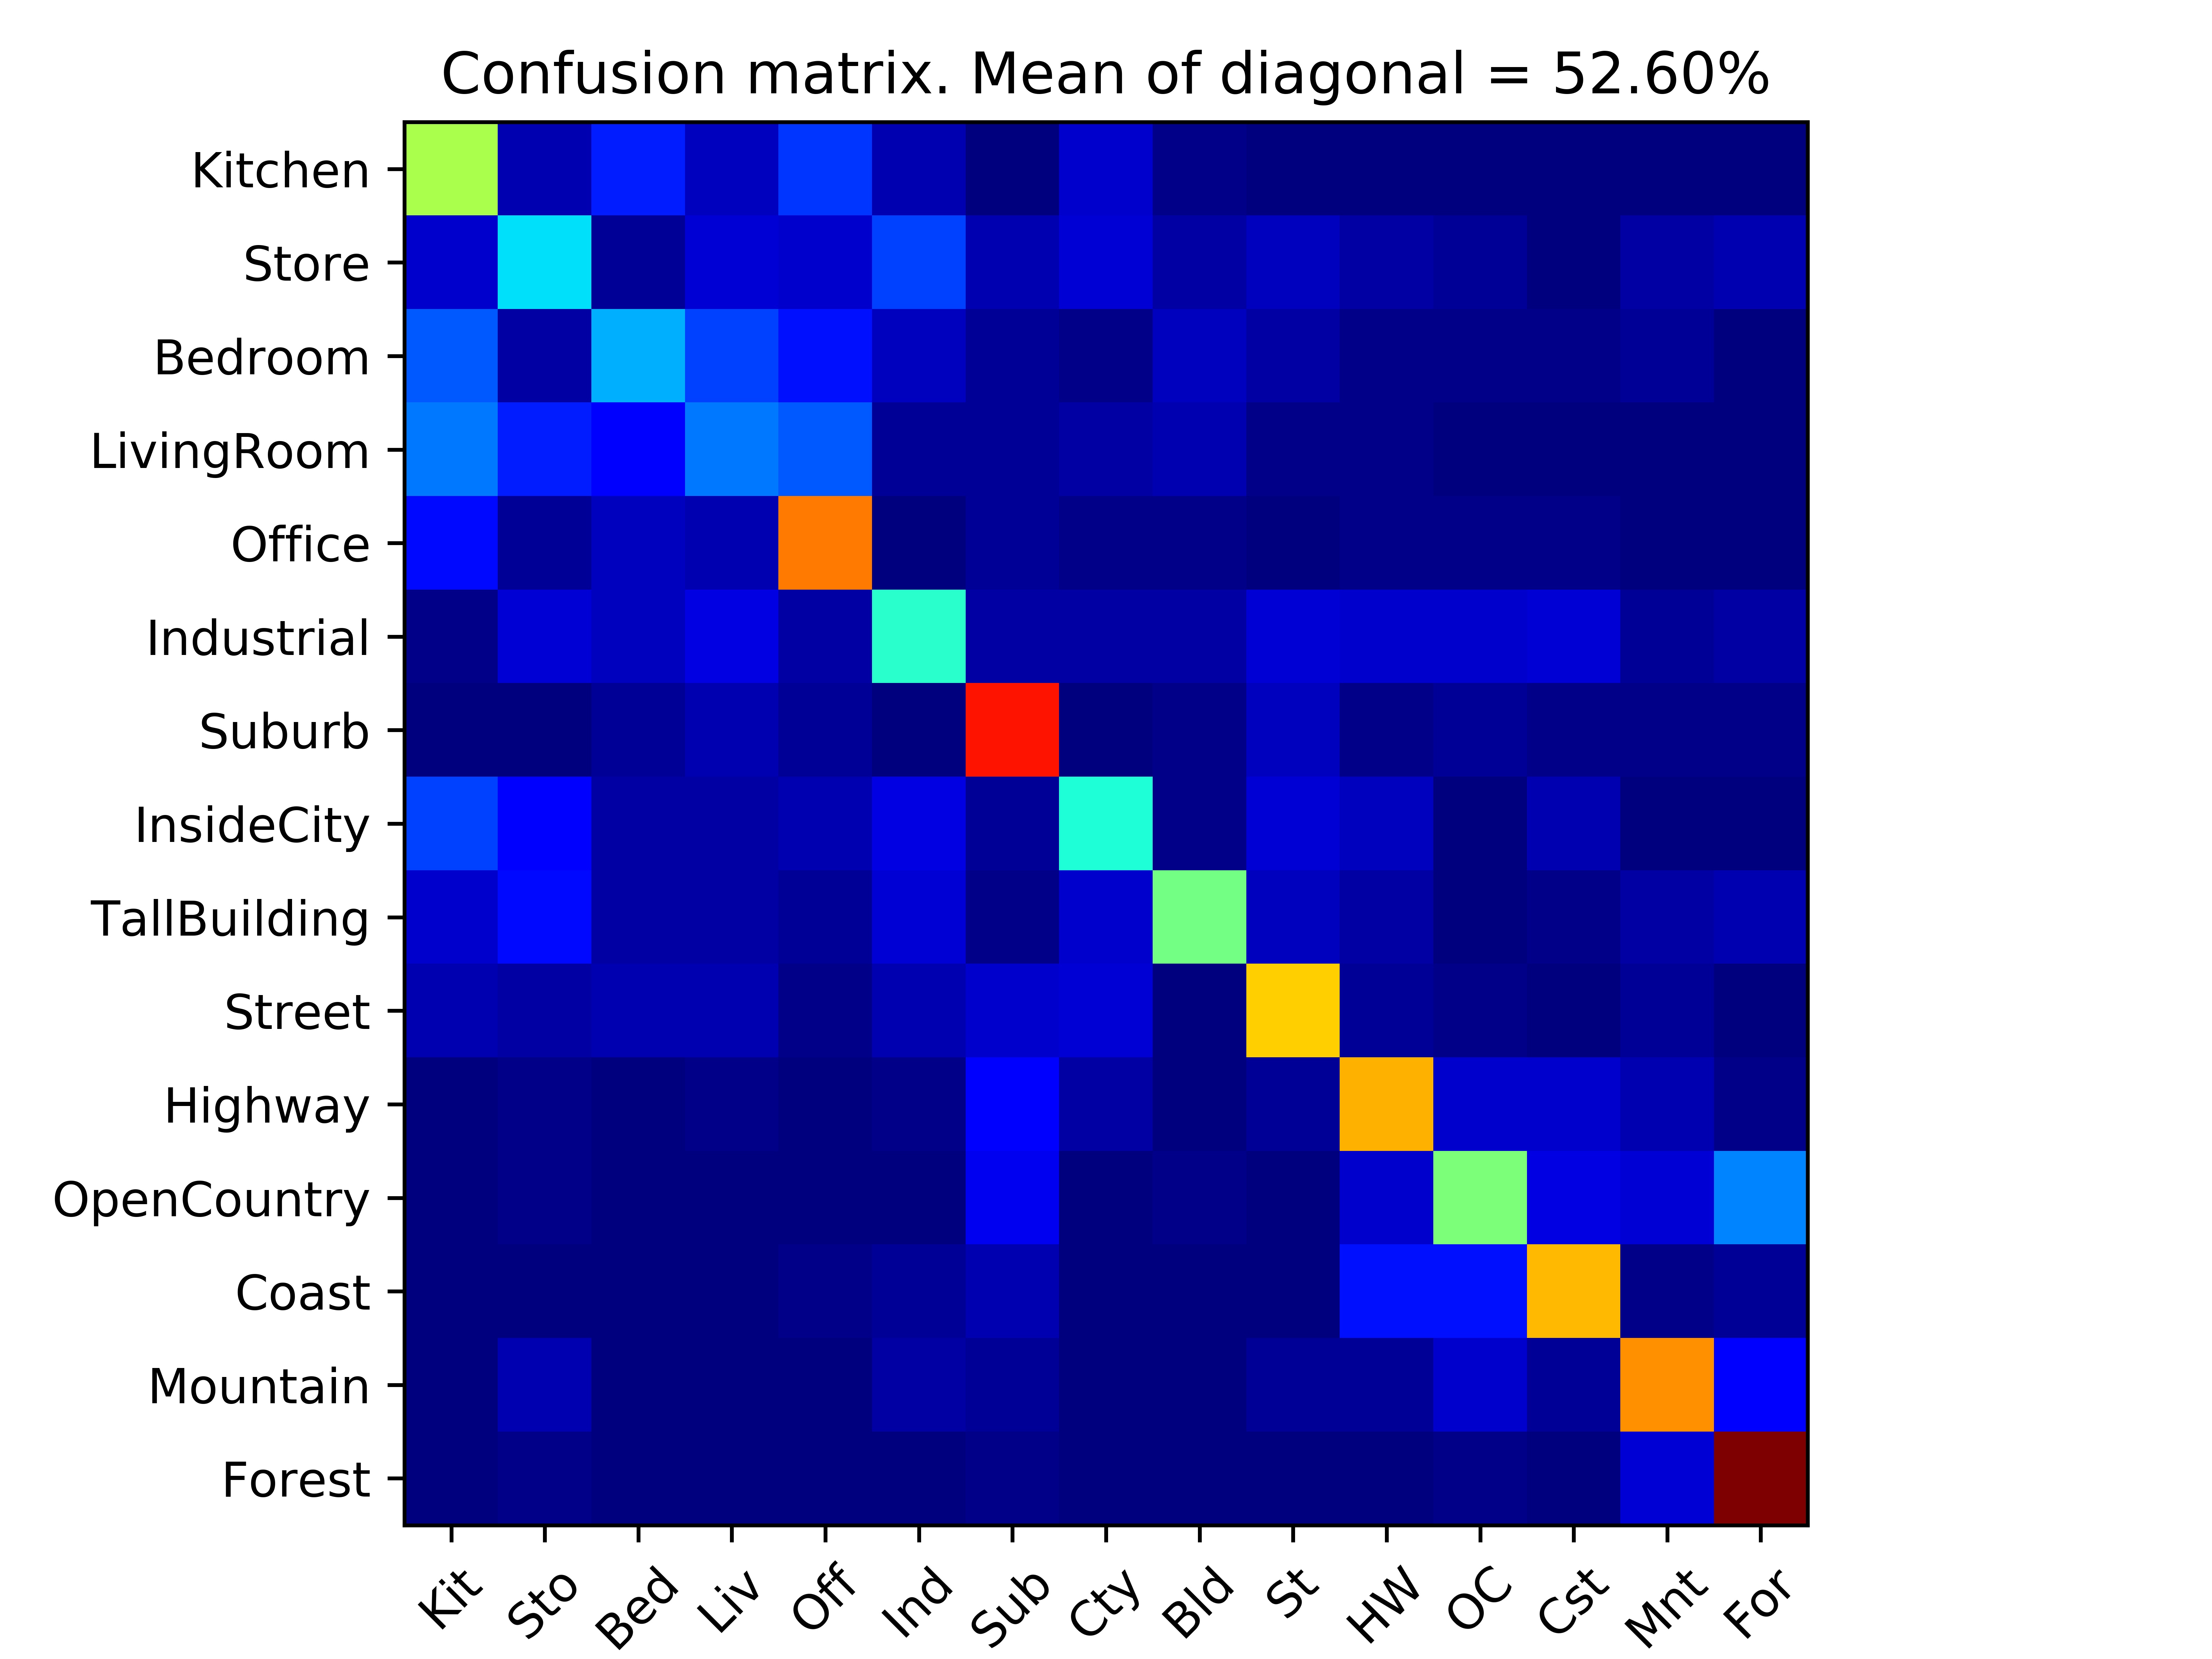 Confusion matrix. Mean of diagonal = 52.60%
Kitchen
Store
Bedroom
LivingRoom
Office
Industrial
Suburb
InsideCity
TallBuilding
Street
Highway
OpenCountry
Coast
Mountain
Forest
Kit Sto Bed Liv Off Ind Sub Cty Bld St HW OC Cst Mnt For